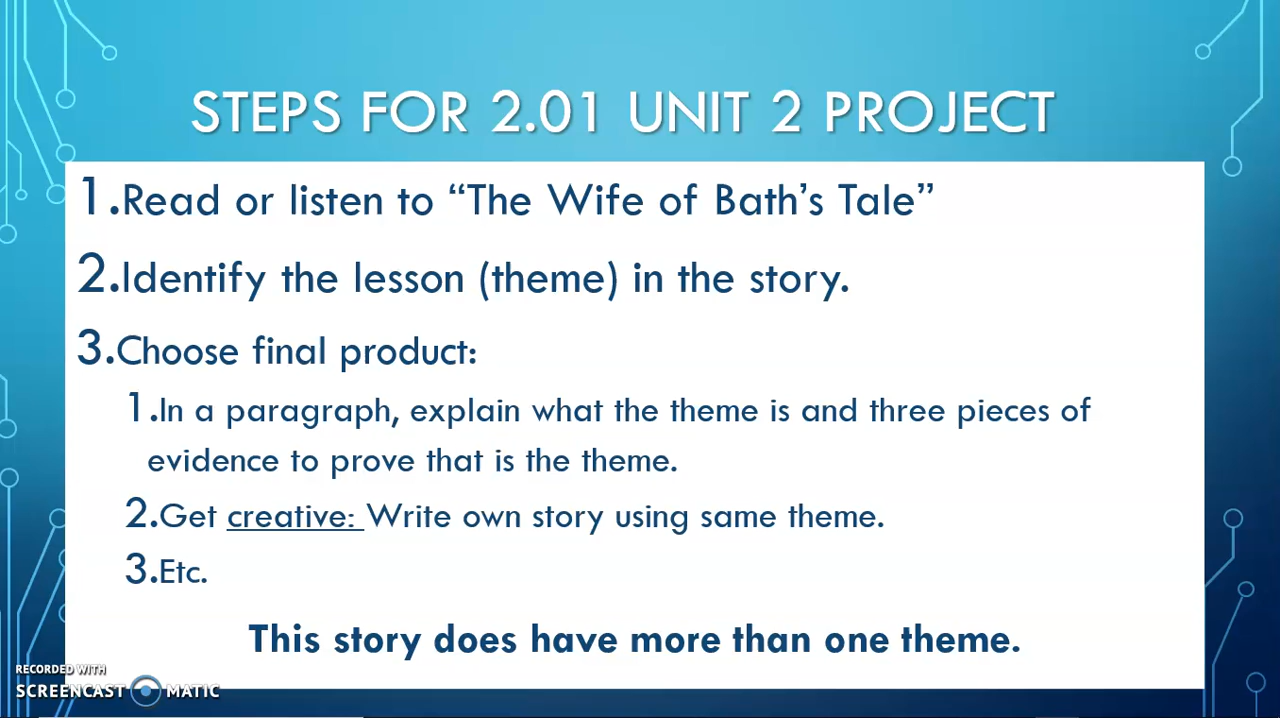 STEPS FOR 2.01 UNIT 2 PROJECT
1.Read or listen to “The Wife of Bath’s Tale”
2.Identify the lesson (theme) in the story.
3.Choose final product:
1.In a paragraph, explain what the theme is and three pieces of
evidence to prove that is the theme.
2.Get creative: Write own story using same theme.
3.Etc.
This story does have more than one theme.
RECORDED WITH
SCREENCAST MATIC